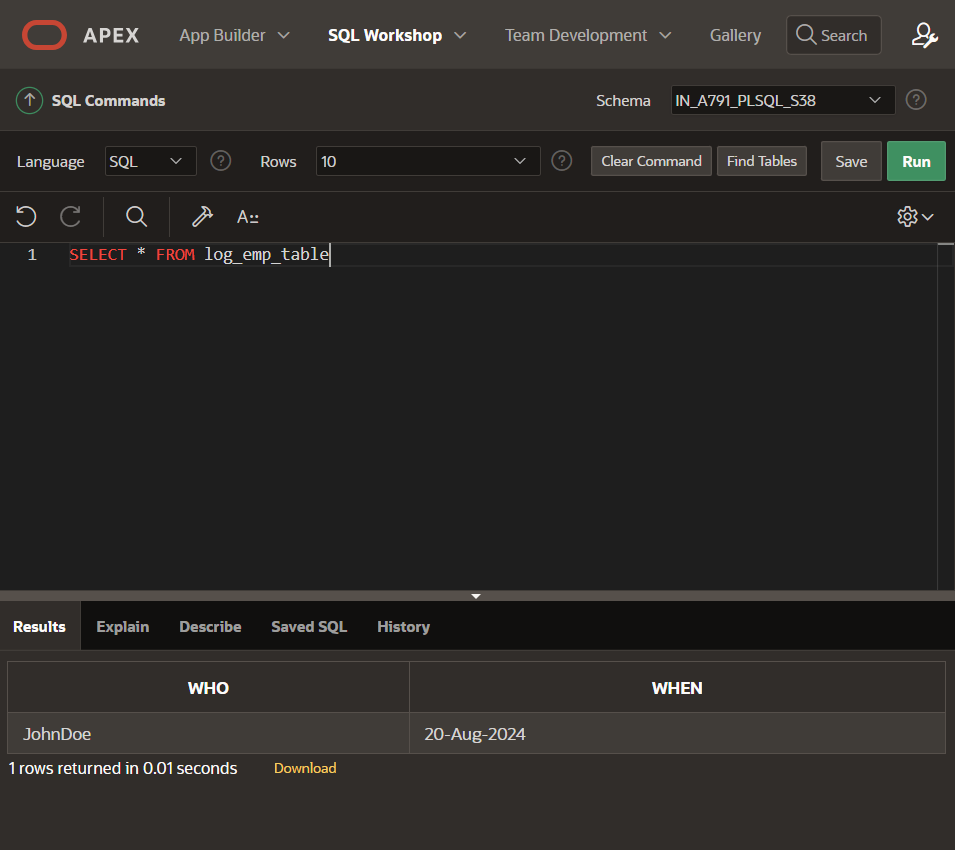 APEX App Builder SQL Workshop Team Development Gallery Search
SQL Commands Schema IN_A791_PLSQL_S38 ?
Language SQL ? Rows 10 ? Clear Command Find Tables Save Run
A::
1 SELECT * FROM log_emp_table
Results Explain Describe Saved SQL History
WHO WHEN
JohnDoe 20-Aug-2024
1 rows returned in 0.01 seconds Download